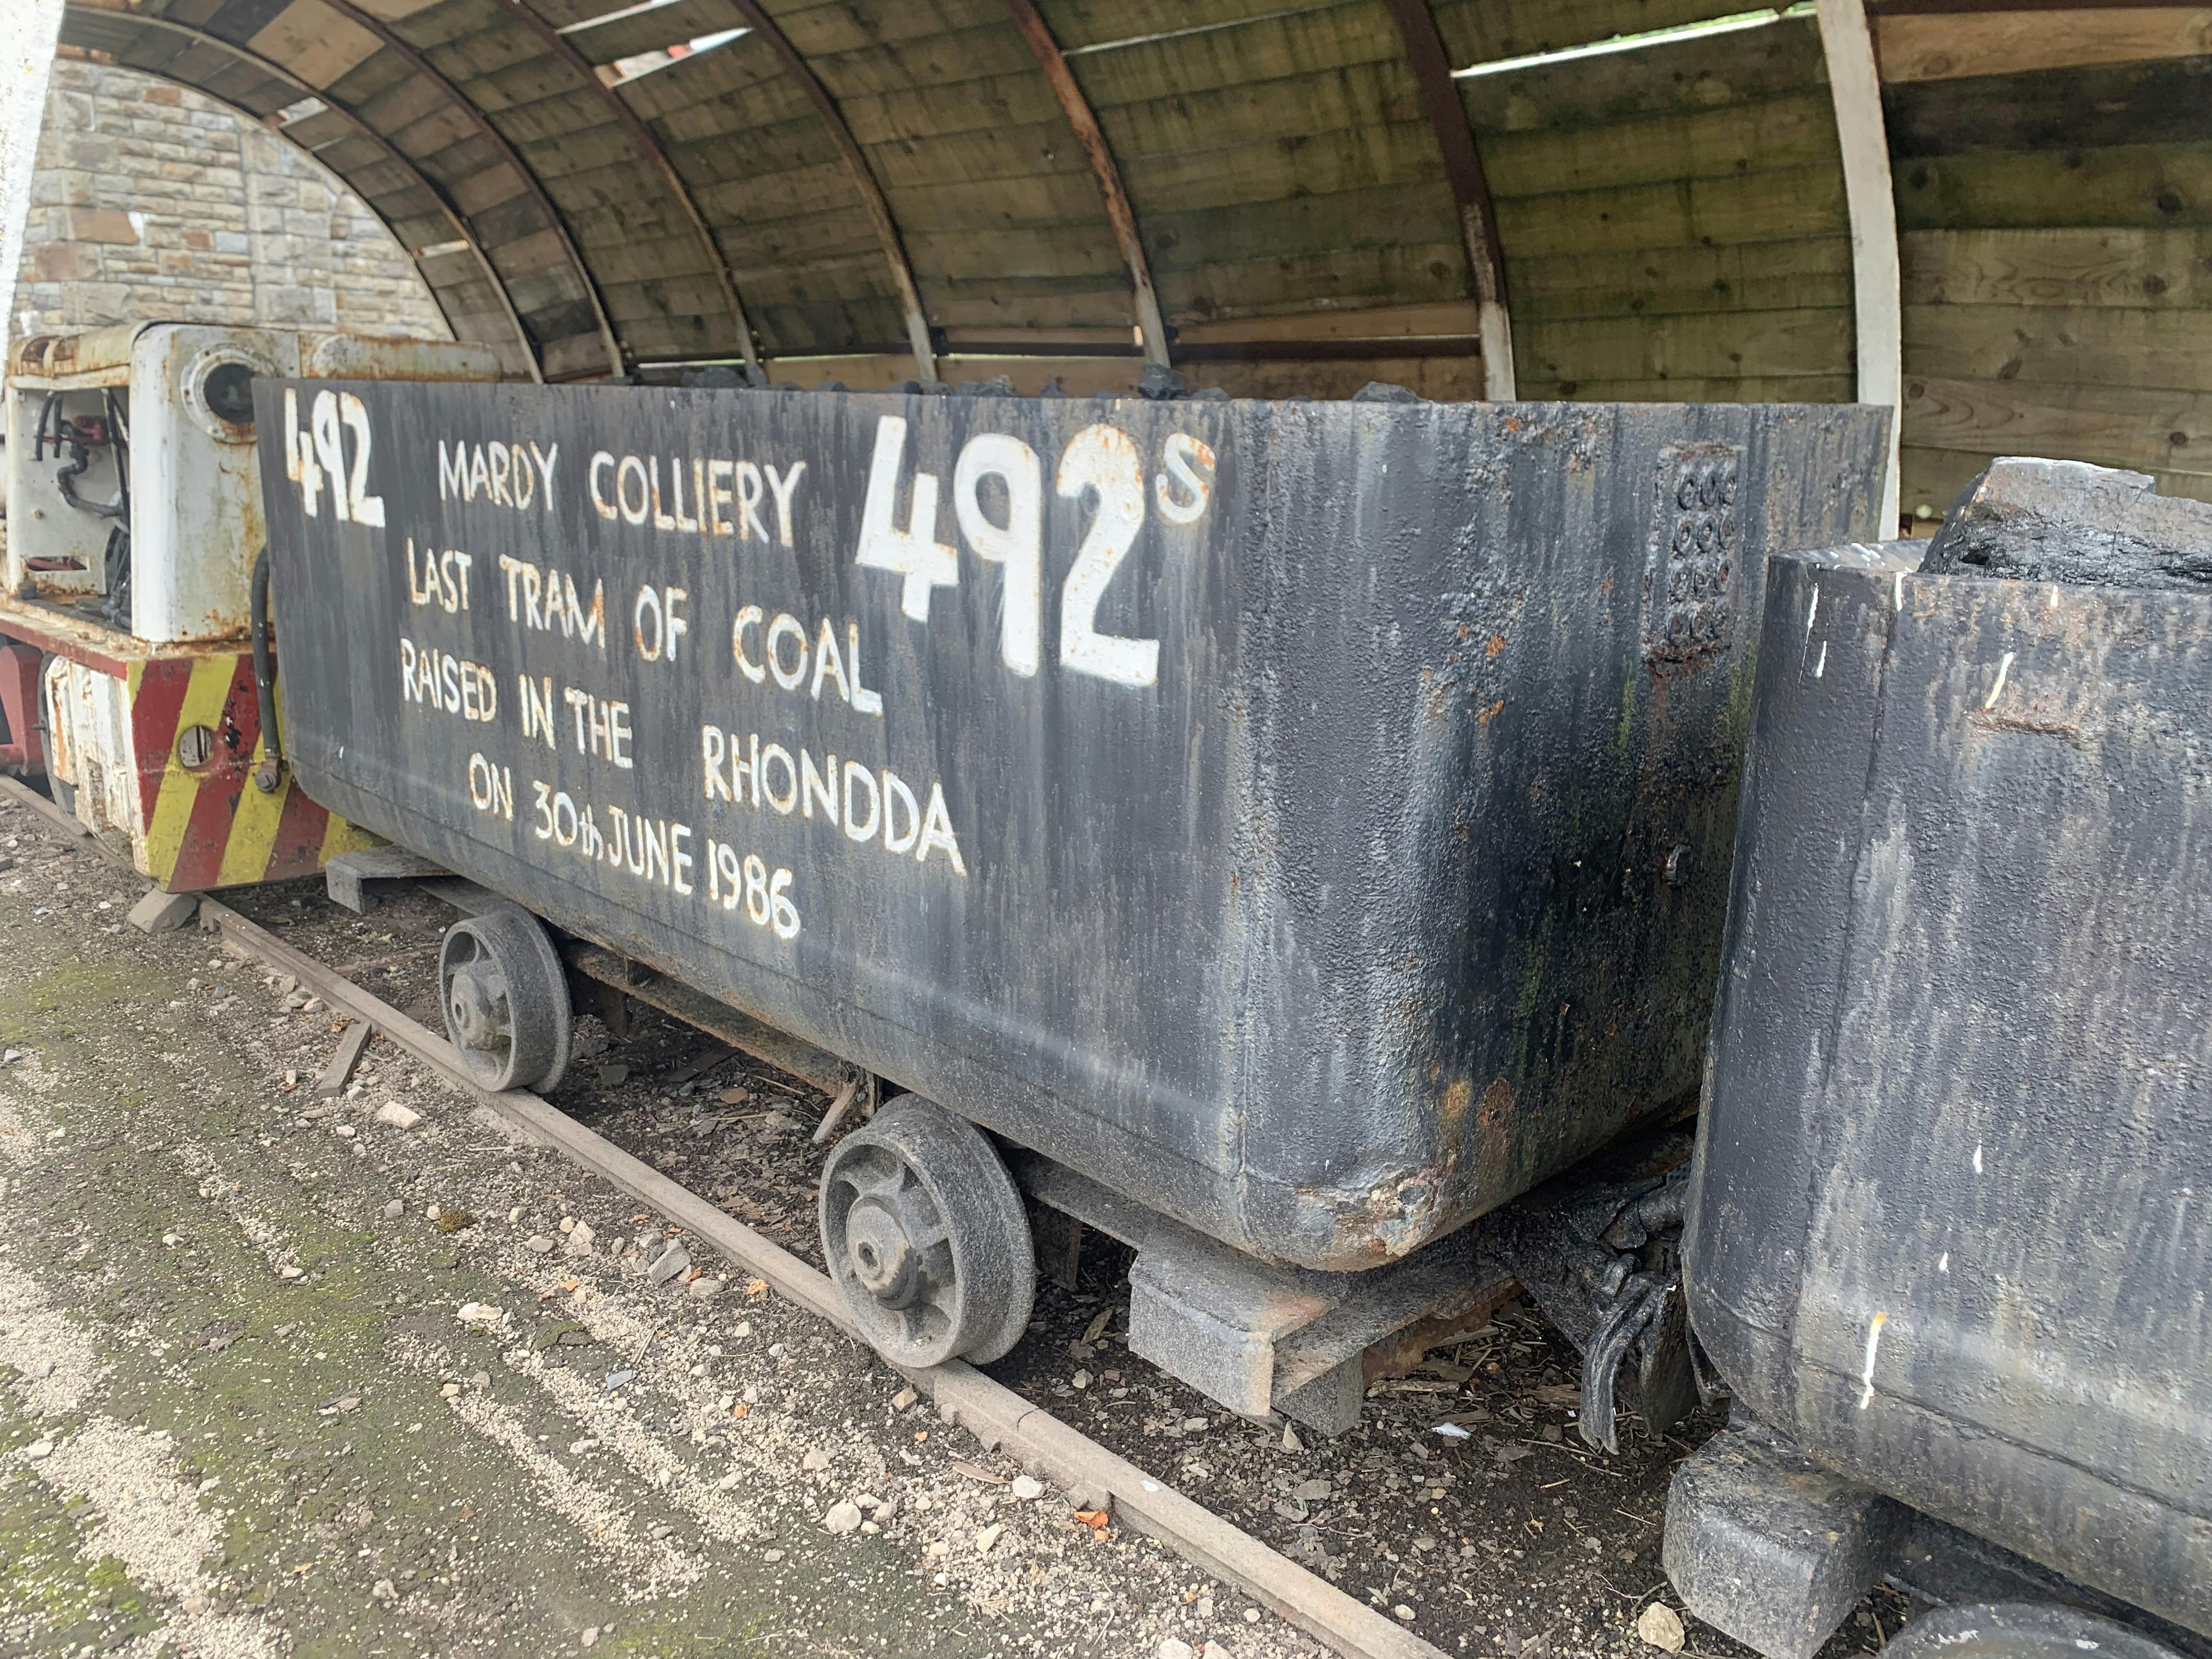 492
MARDY COLLIERY 492s
LAST TRAM OF COAL
RAISED IN THE RHONDDA
ON 30th JUNE 1986